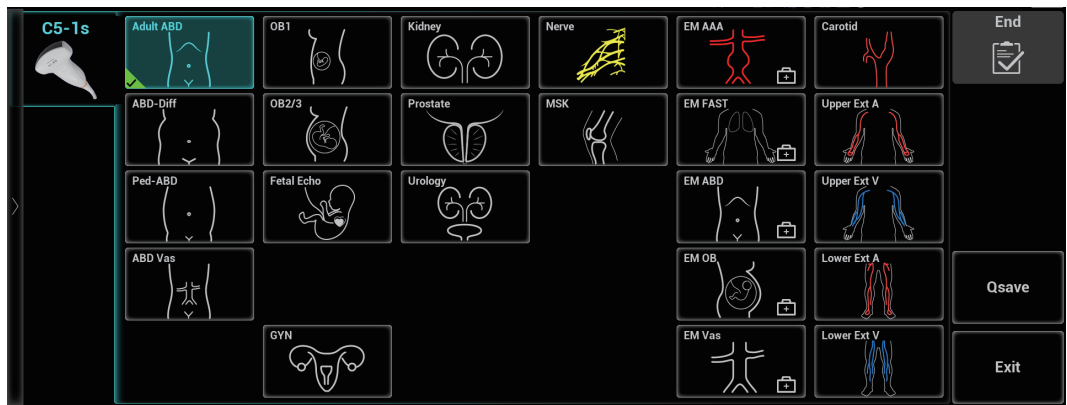 C5-1s
Adult ABD
OB1
Kidney
Nerve
EM AAA
Carotid
End
ABD-Diff
OB2/3
Prostate
MSK
EM FAST
Upper Ext A
Ped-ABD
Fetal Echo
Urology
EM ABD
Upper Ext V
ABD Vas
EM OB
Lower Ext A
Qsave
GYN
EM Vas
Lower Ext V
Exit